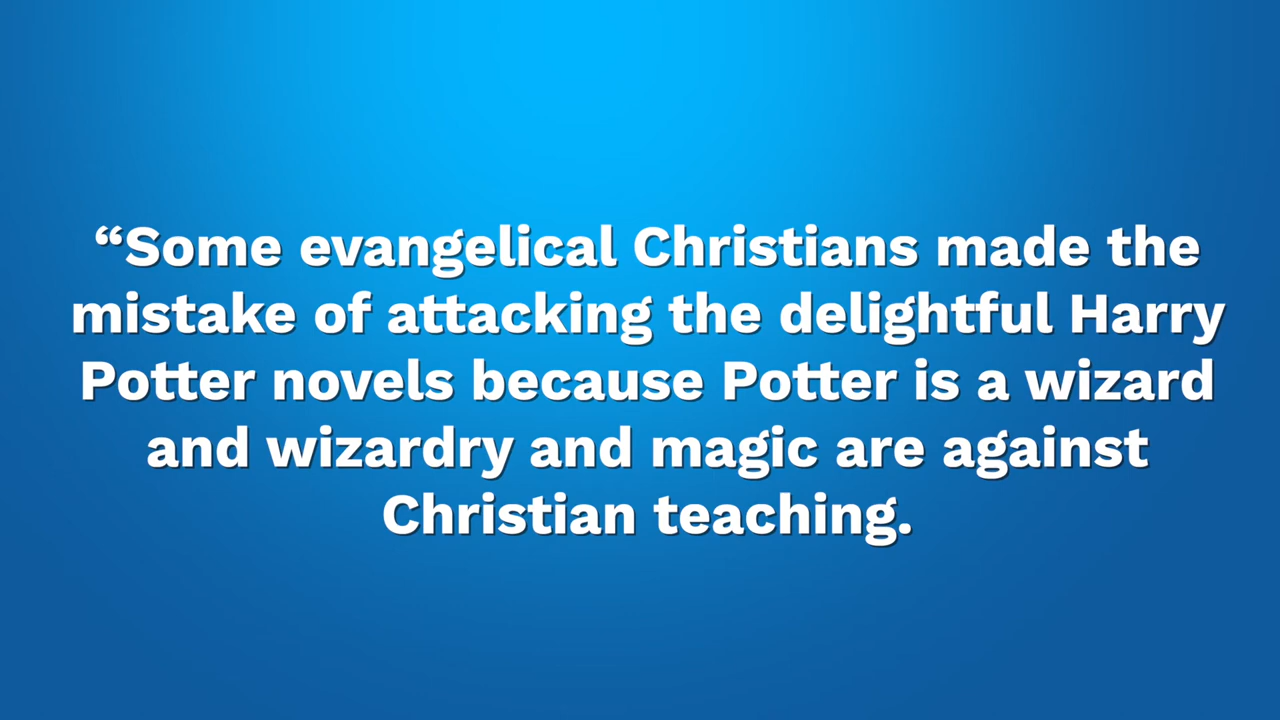 “Some evangelical Christians made the
mistake of attacking the delightful Harry
Potter novels because Potter is a wizard
and wizardry and magic are against
Christian teaching.